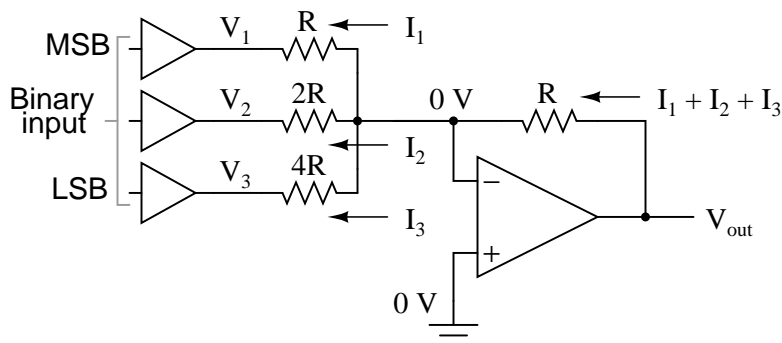 MSB
V₁
R
I₁
Binary
input
V₂
2R
I₂
0 V
R
I₁ + I₂ + I₃
LSB
V₃
4R
I₃
−
+
Vout
0 V